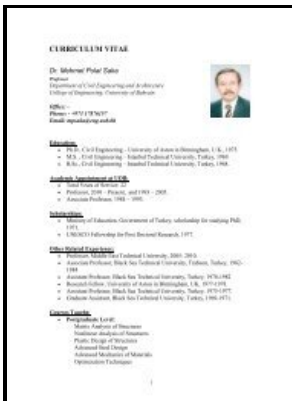 CURRICULUM VITAE
Dr. Mehmet Polat Saka
Professor
Department of Civil Engineering and Architecture
College of Engineering, University of Bahrain
Office: -
Phone: -
Email:
Education:
Ph.D., Civil Engineering - University of Aston in Birmingham, U.K., 1975.
M.S., Civil Engineering - Istanbul Technical University, Turkey, 1969.
B.Sc., Civil Engineering - Istanbul Technical University, Turkey, 1968.
Academic Appointment at UOB:
Total Years of Service: 22
Professor, - Present, and 1993 - 2005.
Associate Professor, 1988 - 1993.
Scholarships:
Ministry of Education, Government of Turkey, scholarship for studying PhD,
1971.
UNESCO Fellowship for Post Doctoral Research, 1977.
Other Related Experience:
Professor, Middle East Technical University, 2005- 2010.
Associate Professor, Black Sea Technical University, Trabzon, Turkey, 1982-
1988
Assistant Professor, Black Sea Technical University, Turkey, 1978-1982.
Research Fellow, University of Aston in Birmingham, UK, 1977-1978.
Assistant Professor, Black Sea Technical University, Turkey, 1975-1977.
Graduate Assistant, Black Sea Technical University, Turkey, 1968-1971.
Courses Taught:
Postgraduate Level:
Matrix Analysis of Structures
Nonlinear Analysis of Structures
Plastic Design of Structures
Advanced Steel Design
Advanced Mechanics of Materials
Optimization Techniques
1